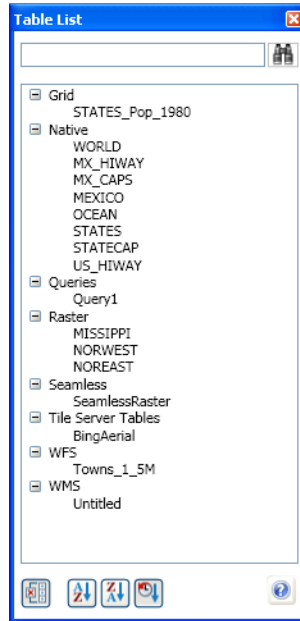 Table List
Grid
STATES_Pop_1980
Native
WORLD
MX_HIWAY
MX_CAPS
MEXICO
OCEAN
STATES
STATECAP
US_HIWAY
Queries
Query1
Raster
MISSIPPI
NORWEST
NOREAST
Seamless
SeamlessRaster
Tile Server Tables
BingAerial
WFS
Towns_1_5M
WMS
Untitled
A Z Z A ?